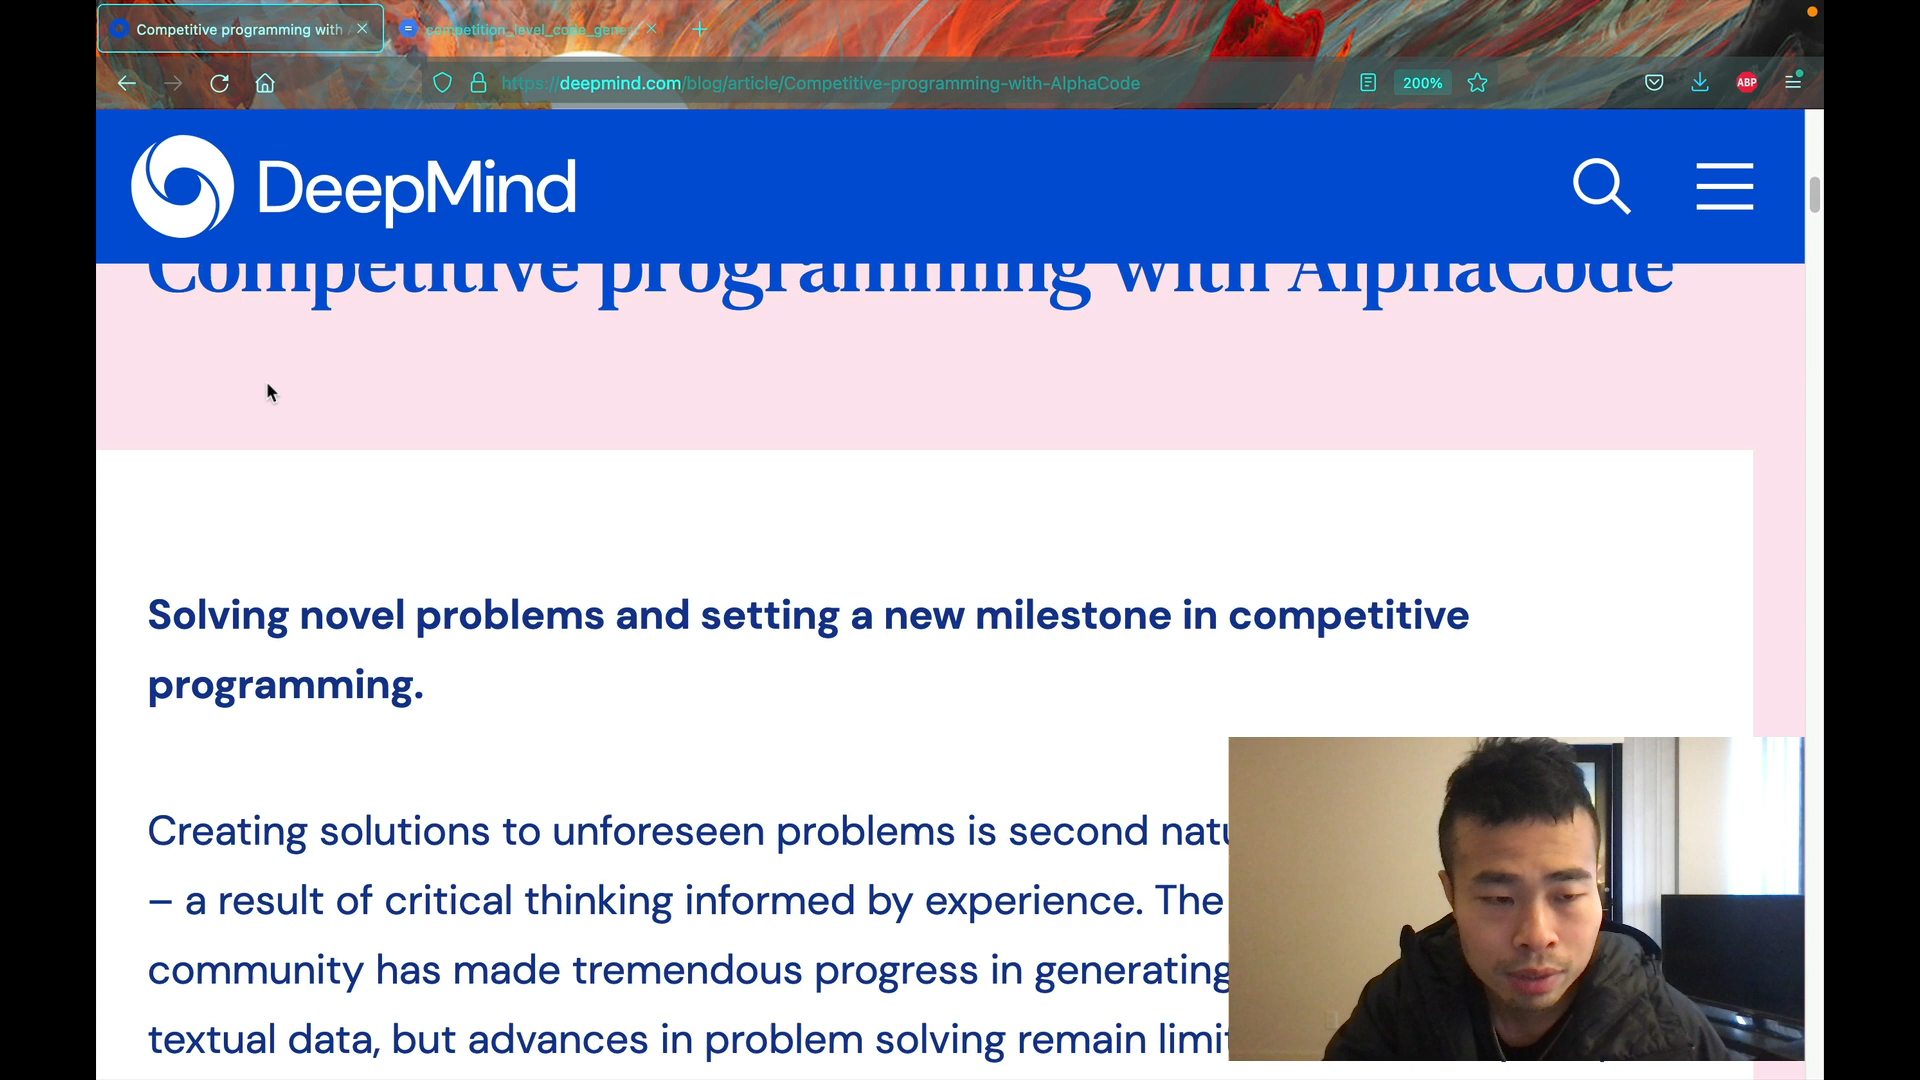 Competitive programming with
competition_level_code_gene
https://deepmind.com/blog/article/Competitive-programming-with-AlphaCode
200%
ABP
DeepMind
Competitive programming with AlphaCode
Solving novel problems and setting a new milestone in competitive
programming.
Creating solutions to unforeseen problems is second natu
– a result of critical thinking informed by experience. The
community has made tremendous progress in generating
textual data, but advances in problem solving remain limit